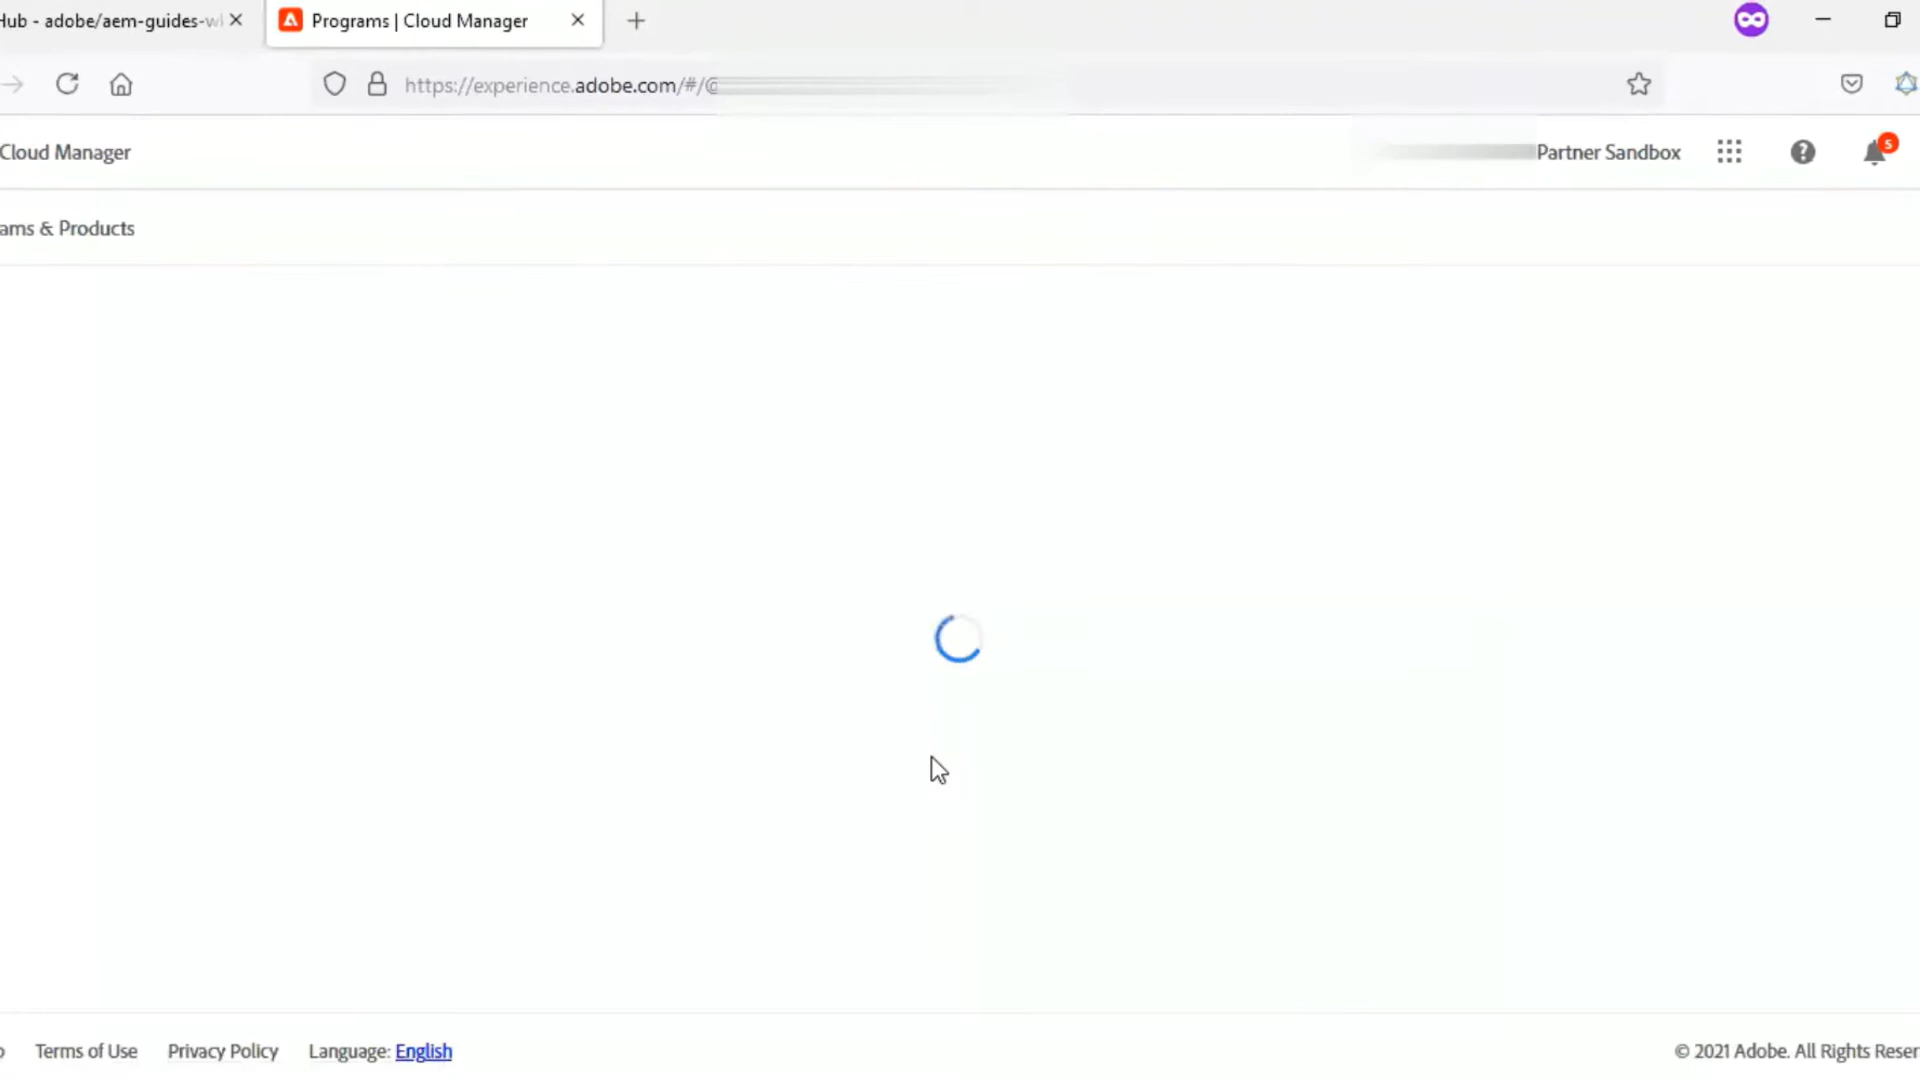 Hub - adobe/aem-guides-w
Programs | Cloud Manager
https://experience.adobe.com/#/@
Cloud Manager
Partner Sandbox
5
ams & Products
Terms of Use
Privacy Policy
Language: English
© 2021 Adobe. All Rights Reser